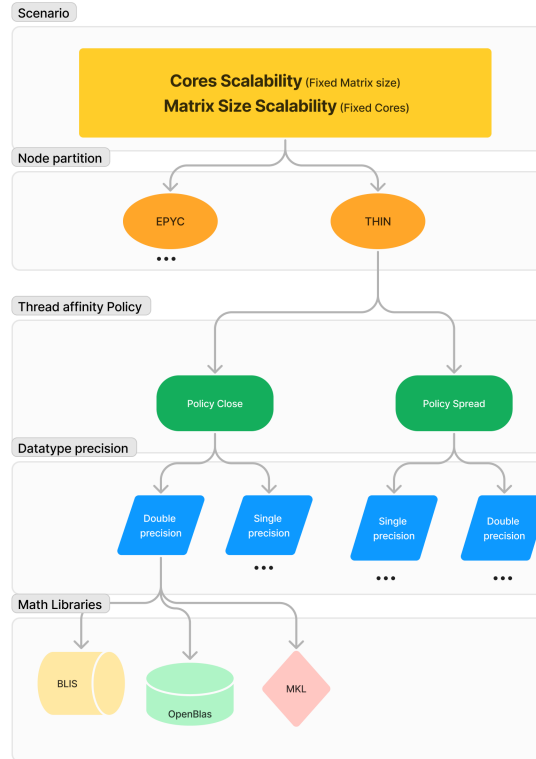 Scenario
Cores Scalability (Fixed Matrix size)
Matrix Size Scalability (Fixed Cores)
Node partition
EPYC
THIN
...
Thread affinity Policy
Policy Close
Policy Spread
Datatype precision
Double
precision
Single
precision
Single
precision
Double
precision
...
...
...
Math Libraries
BLIS
OpenBlas
MKL